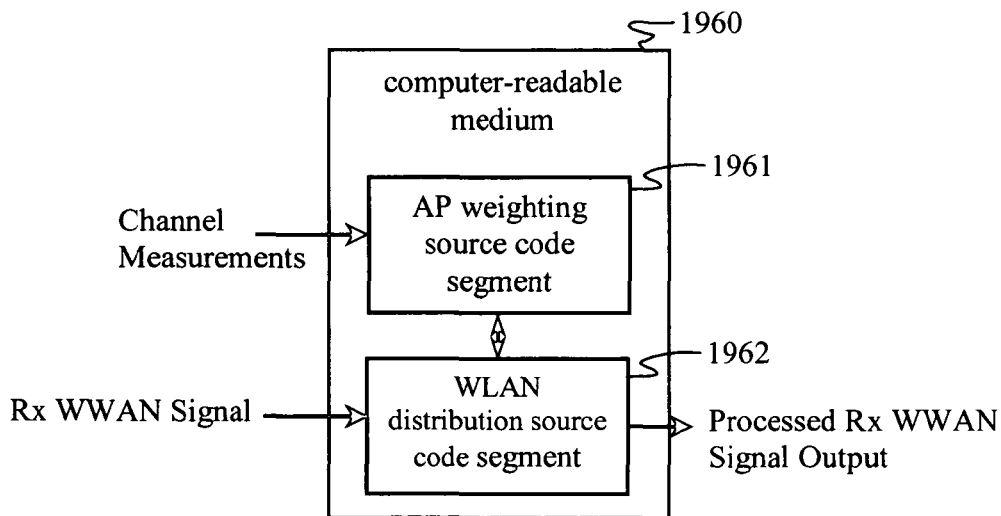 1960
computer-readable
medium
1961
AP weighting
source code
segment
Channel
Measurements
1962
WLAN
distribution source
code segment
Rx WWAN Signal
Processed Rx WWAN
Signal Output